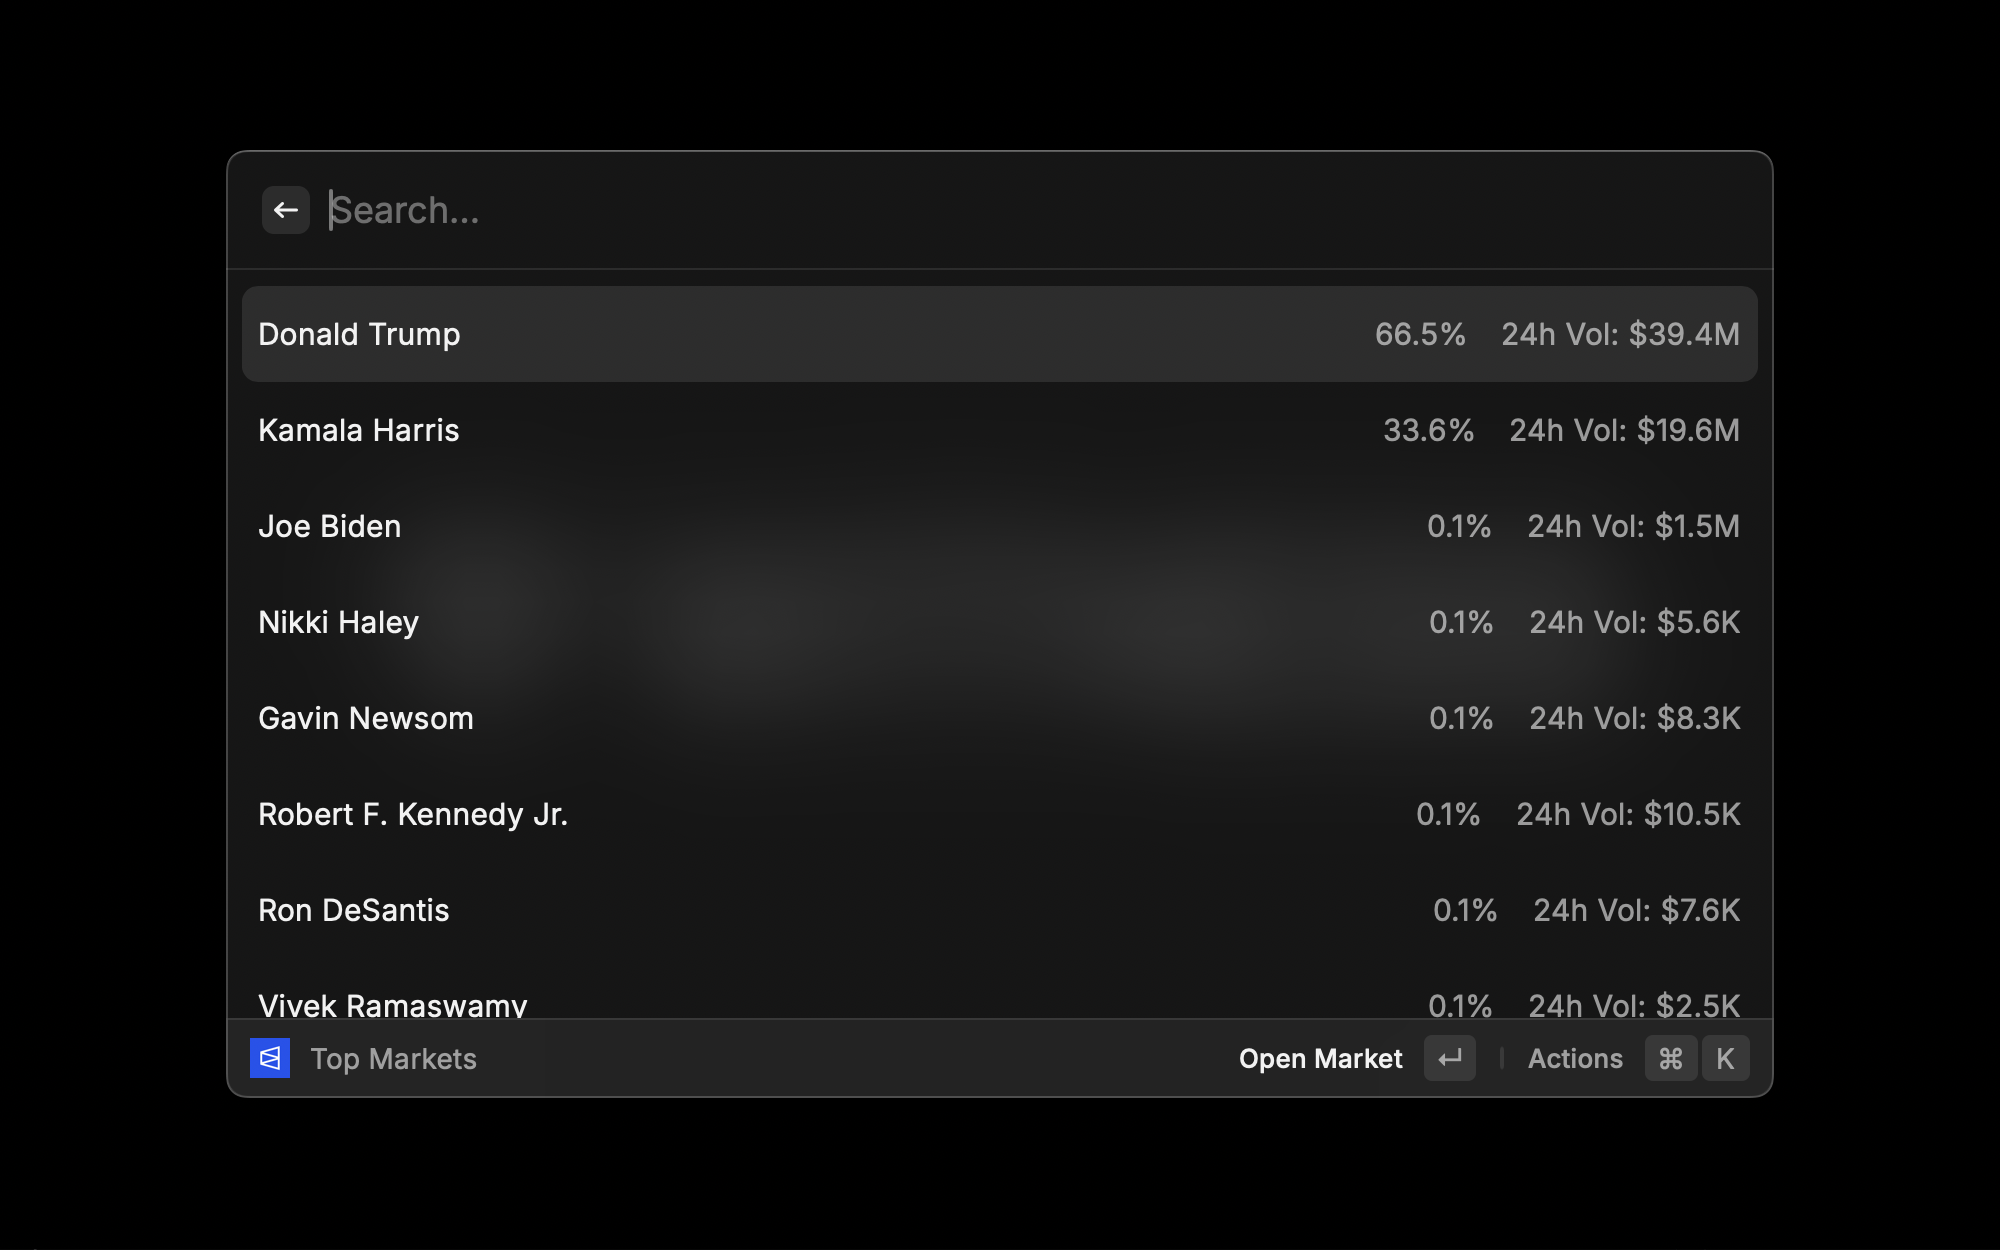 Search...
Donald Trump 66.5% 24h Vol: $39.4M
Kamala Harris 33.6% 24h Vol: $19.6M
Joe Biden 0.1% 24h Vol: $1.5M
Nikki Haley 0.1% 24h Vol: $5.6K
Gavin Newsom 0.1% 24h Vol: $8.3K
Robert F. Kennedy Jr. 0.1% 24h Vol: $10.5K
Ron DeSantis 0.1% 24h Vol: $7.6K
Vivek Ramaswamy 0.1% 24h Vol: $2.5K
Top Markets Open Market ↵ Actions ⌘ K